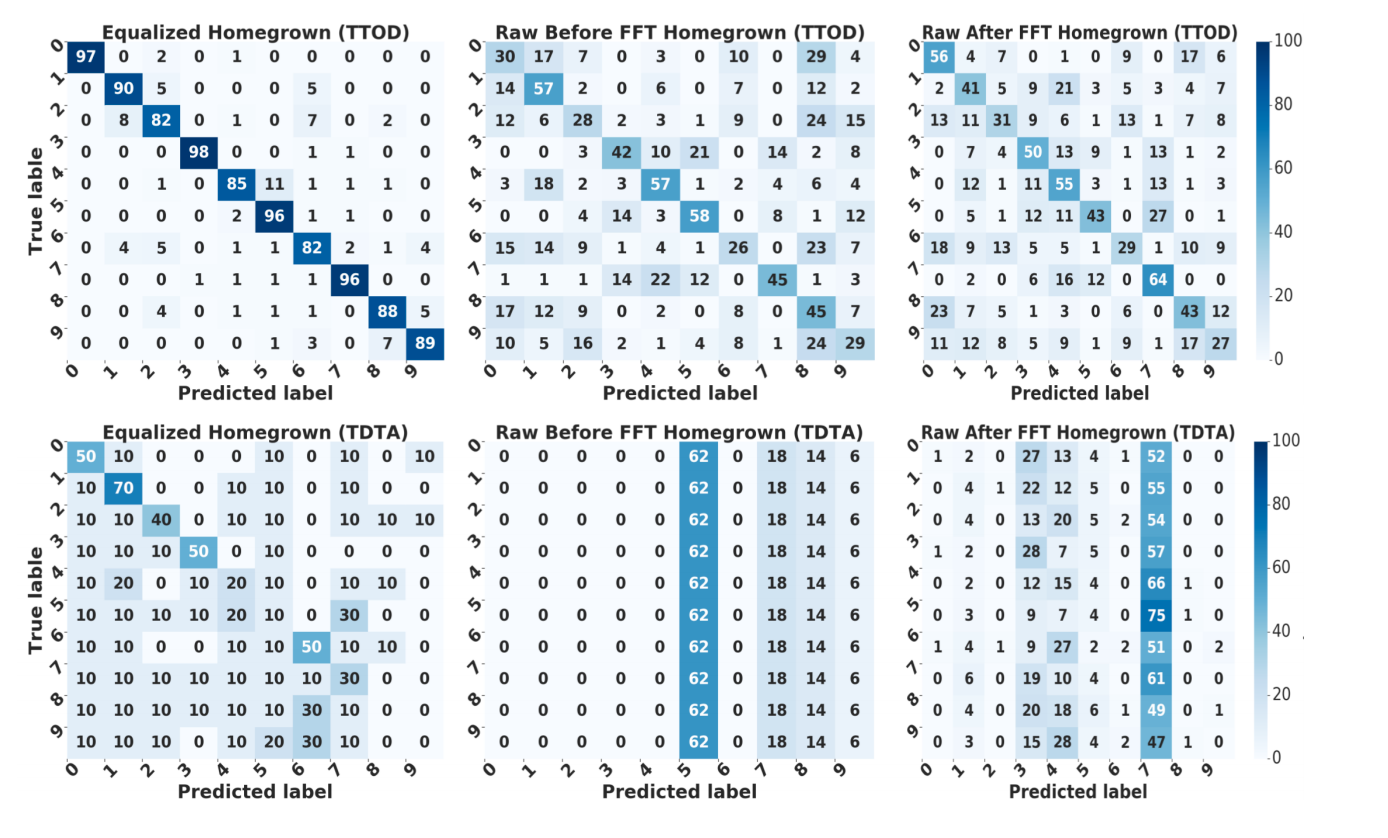 Equalized Homegrown (TTOD)
0 97 0 2 0 1 0 0 0 0 0
1 0 90 5 0 0 0 5 0 0 0
2 0 8 82 0 1 0 7 0 2 0
3 0 0 0 98 0 0 1 1 0 0
4 0 0 1 0 85 11 1 1 1 0
5 0 0 0 0 2 96 1 1 0 0
6 0 4 5 0 1 1 82 2 1 4
7 0 0 0 1 1 1 1 96 0 0
8 0 0 4 0 1 1 1 0 88 5
9 0 0 0 0 0 1 3 0 7 89
True lable
0 1 2 3 4 5 6 7 8 9
Predicted label
Raw Before FFT Homegrown (TTOD)
0 30 17 7 0 3 0 10 0 29 4
1 14 57 2 0 6 0 7 0 12 2
2 12 6 28 2 3 1 9 0 24 15
3 0 0 3 42 10 21 0 14 2 8
4 3 18 2 3 57 1 2 4 6 4
5 0 0 4 14 3 58 0 8 1 12
6 15 14 9 1 4 1 26 0 23 7
7 1 1 1 14 22 12 0 45 1 3
8 17 12 9 0 2 0 8 0 45 7
9 10 5 16 2 1 4 8 1 24 29
0 1 2 3 4 5 6 7 8 9
Predicted label
Raw After FFT Homegrown (TTOD)
0 56 4 7 0 1 0 9 0 17 6
1 2 41 5 9 21 3 5 3 4 7
2 13 11 31 9 6 1 13 1 7 8
3 0 7 4 50 13 9 1 13 1 2
4 0 12 1 11 55 3 1 13 1 3
5 0 5 1 12 11 43 0 27 0 1
6 18 9 13 5 5 1 29 1 10 9
7 0 2 0 6 16 12 0 64 0 0
8 23 7 5 1 3 0 6 0 43 12
9 11 12 8 5 9 1 9 1 17 27
0 1 2 3 4 5 6 7 8 9
Predicted label
100
80
60
40
20
0
Equalized Homegrown (TDTA)
0 50 10 0 0 0 10 0 10 0 10
1 10 70 0 0 10 10 0 10 0 0
2 10 10 40 0 10 10 0 10 10 10
3 10 10 10 50 0 10 0 0 0 0
4 10 20 0 10 20 10 0 10 10 0
5 10 10 10 10 20 10 0 30 0 0
6 10 10 0 0 10 10 50 10 10 0
7 10 10 10 10 10 10 10 30 0 0
8 10 10 10 10 10 10 30 10 0 0
9 10 10 10 0 10 20 30 10 0 0
True lable
0 1 2 3 4 5 6 7 8 9
Predicted label
Raw Before FFT Homegrown (TDTA)
0 0 0 0 0 0 62 0 18 14 6
1 0 0 0 0 0 62 0 18 14 6
2 0 0 0 0 0 62 0 18 14 6
3 0 0 0 0 0 62 0 18 14 6
4 0 0 0 0 0 62 0 18 14 6
5 0 0 0 0 0 62 0 18 14 6
6 0 0 0 0 0 62 0 18 14 6
7 0 0 0 0 0 62 0 18 14 6
8 0 0 0 0 0 62 0 18 14 6
9 0 0 0 0 0 62 0 18 14 6
0 1 2 3 4 5 6 7 8 9
Predicted label
Raw After FFT Homegrown (TDTA)
0 1 2 0 27 13 4 1 52 0 0
1 0 4 1 22 12 5 0 55 0 0
2 0 4 0 13 20 5 2 54 0 0
3 1 2 0 28 7 5 0 57 0 0
4 0 2 0 12 15 4 0 66 1 0
5 0 3 0 9 7 4 0 75 1 0
6 1 4 1 9 27 2 2 51 0 2
7 0 6 0 19 10 4 0 61 0 0
8 0 4 0 20 18 6 1 49 0 1
9 0 3 0 15 28 4 2 47 1 0
0 1 2 3 4 5 6 7 8 9
Predicted label
100
80
60
40
20
0